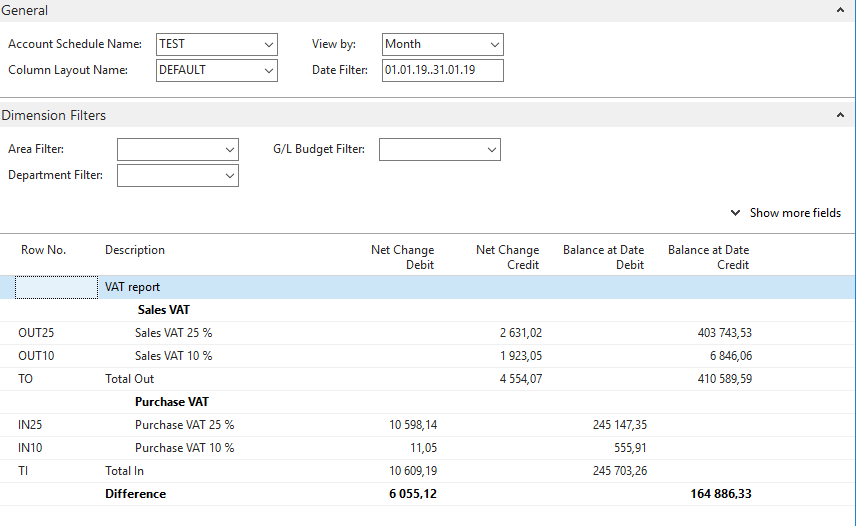 General
Account Schedule Name: TEST View by: Month
Column Layout Name: DEFAULT Date Filter: 01.01.19..31.01.19
Dimension Filters
Area Filter: G/L Budget Filter:
Department Filter:
Show more fields
Row No. Description Net Change Debit Net Change Credit Balance at Date Debit Balance at Date Credit
VAT report
Sales VAT
OUT25 Sales VAT 25 % 2 631,02 403 743,53
OUT10 Sales VAT 10 % 1 923,05 6 846,06
TO Total Out 4 554,07 410 589,59
Purchase VAT
IN25 Purchase VAT 25 % 10 598,14 245 147,35
IN10 Purchase VAT 10 % 11,05 555,91
TI Total In 10 609,19 245 703,26
Difference 6 055,12 164 886,33